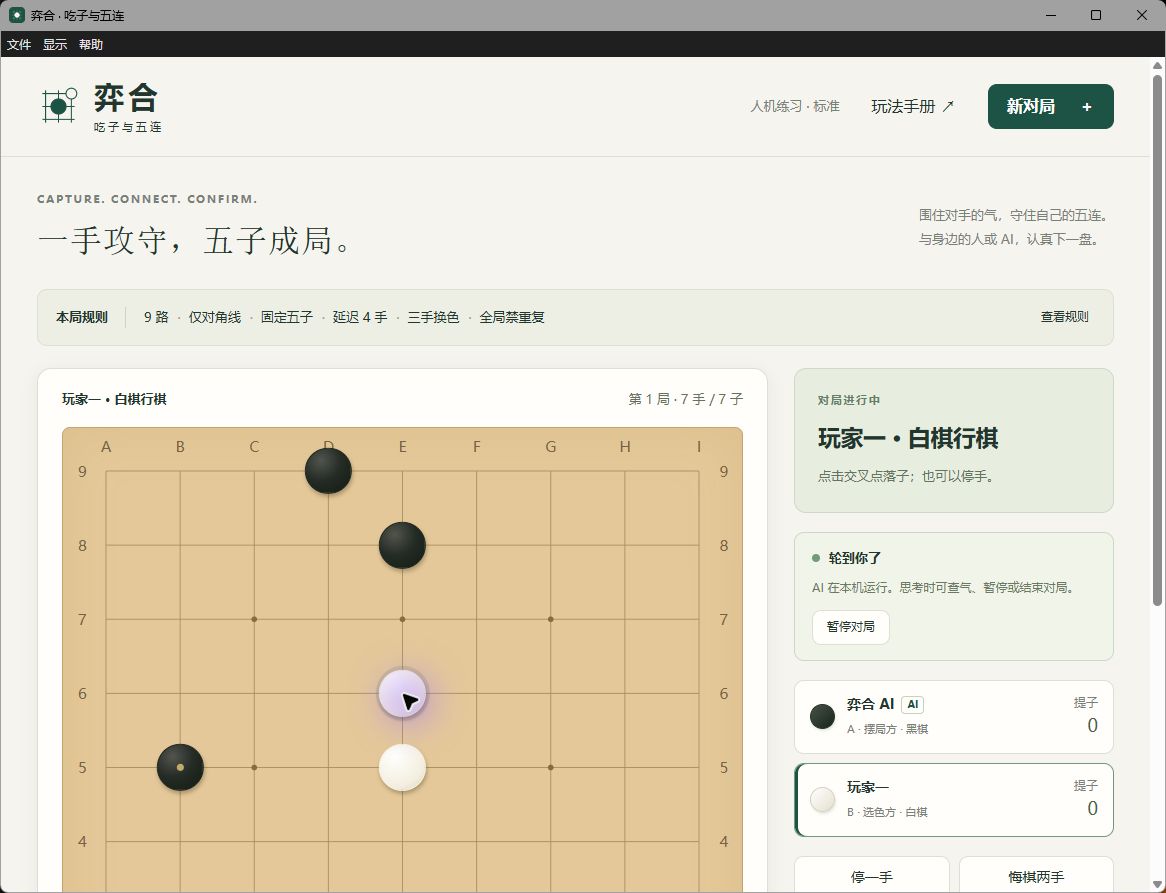 弈合 · 吃子与五连
文件 显示 帮助
弈合
吃子与五连
人机练习 · 标准
玩法手册 ↗
新对局 +
CAPTURE. CONNECT. CONFIRM.
一手攻守，五子成局。
围住对手的气，守住自己的五连。
与身边的人或 AI，认真下一盘。
本局规则 9 路 · 仅对角线 · 固定五子 · 延迟 4 手 · 三手换色 · 全局禁重复
查看规则
玩家一 • 白棋行棋
第 1 局 · 7 手 / 7 子
A B C D E F G H I
9 9
8 8
7 7
6 6
5 5
4 4
对局进行中
玩家一 • 白棋行棋
点击交叉点落子；也可以停手。
轮到你了
AI 在本机运行。思考时可查气、暂停或结束对局。
暂停对局
弈合 AI AI
A · 摆局方 · 黑棋
提子
0
玩家一
B · 选色方 · 白棋
提子
0
停一手
悔棋两手